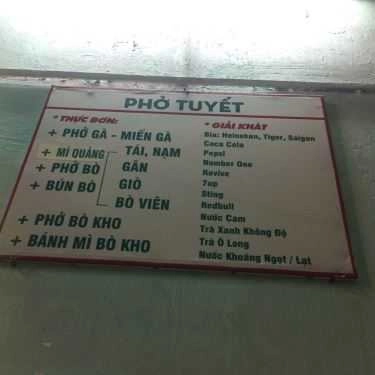 PHỞ TUYẾT
* THỰC ĐƠN:
+ PHỞ GÀ - MIẾN GÀ
+ MÌ QUẢNG
+ PHỞ BÒ
+ BÚN BÒ
TÁI, NẠM
GÂN
GIÒ
BÒ VIÊN
+ PHỞ BÒ KHO
+ BÁNH MÌ BÒ KHO
* GIẢI KHÁT
Bia: Heineken, Tiger, Saigon
Coca Cola
Pepsi
Number One
Revive
7up
Sting
Redbull
Nước Cam
Trà Xanh Không Độ
Trà Ô Long
Nước Khoáng Ngọt / Lạt